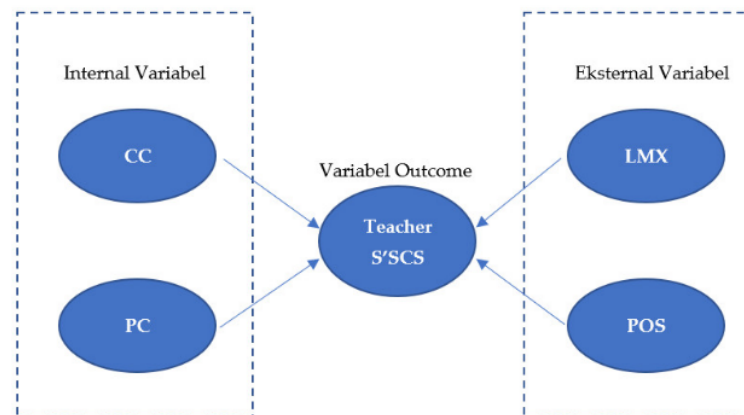 Internal Variabel
Eksternal Variabel
CC
LMX
Variabel Outcome
Teacher
S'SCS
PC
POS